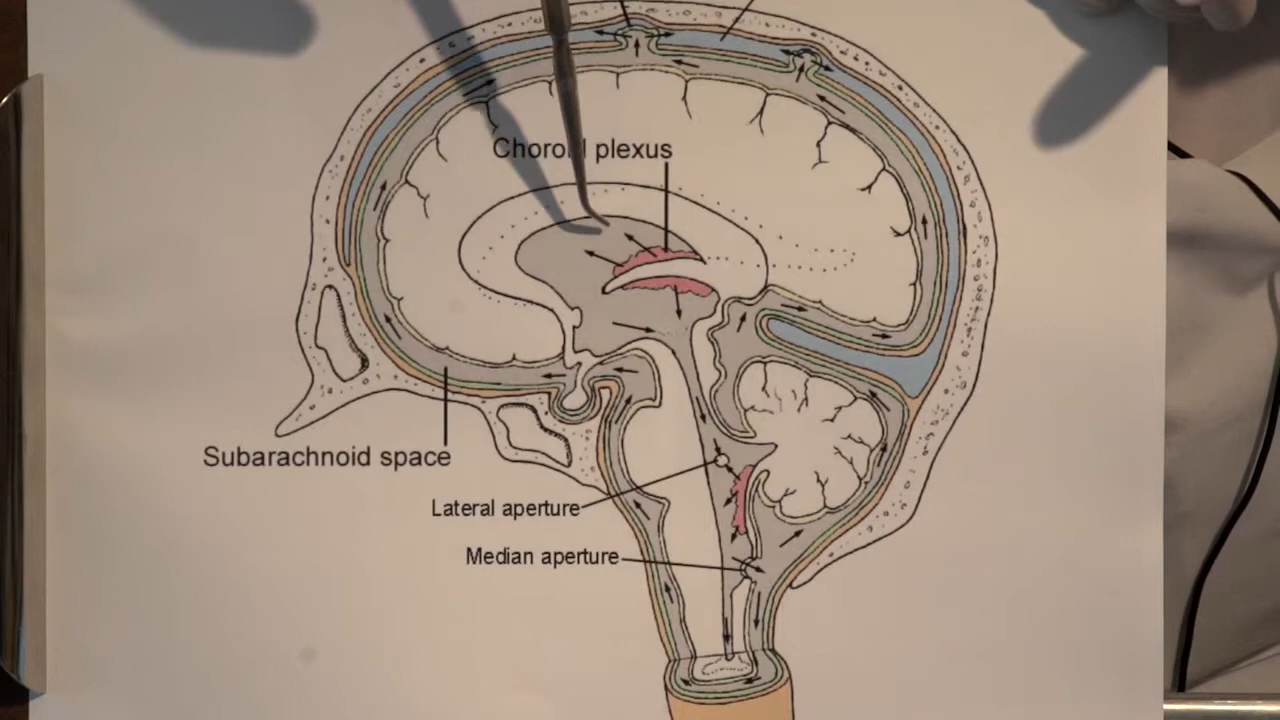 Choroid plexus
Subarachnoid space
Lateral aperture
Median aperture